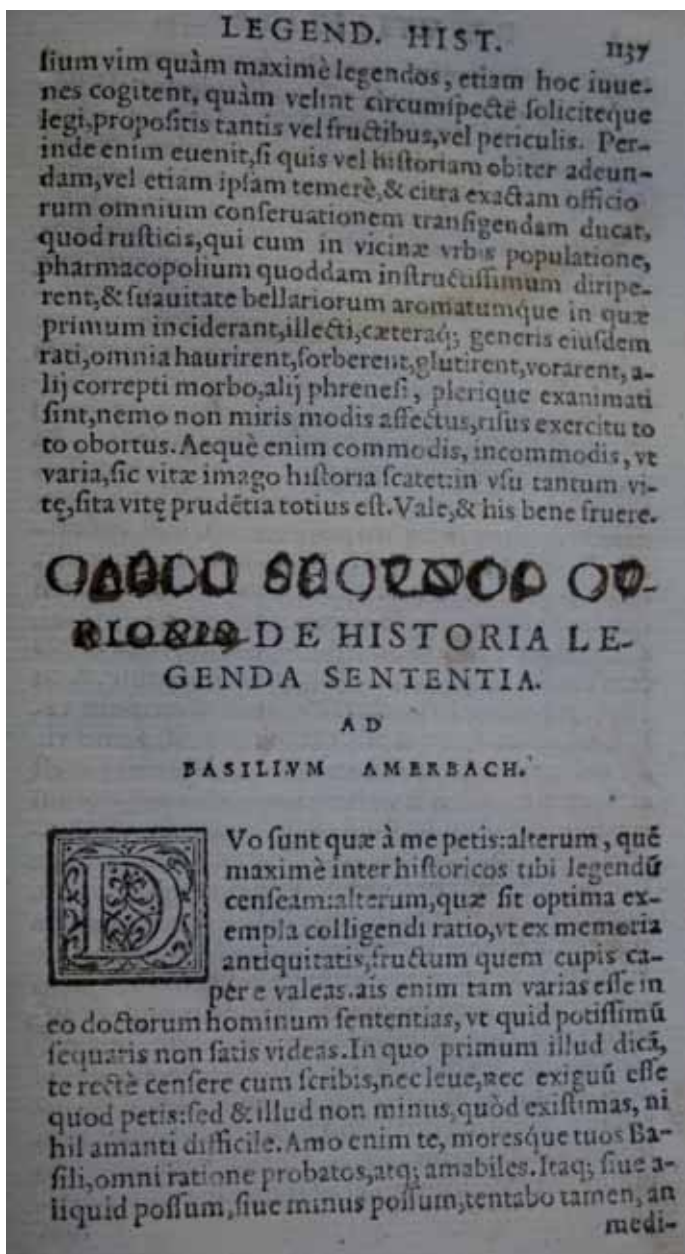 LEGEND. HIST. 1137
ſium vim quàm maximè legendos, etiam hoc iuue-
nes cogitent, quàm velint circumſpectè ſoliciteque
legi, propoſitis tantis vel fructibus, vel periculis. Per-
inde enim euenit, ſi quis vel hiſtoriam obiter adeun-
dam, vel etiam ipſam temerè, & citra exactam officio
rum omnium conſeruationem tranſigendam ducat,
quod ruſticis, qui cum in vicinæ vrbis populatione,
pharmacopolium quoddam inſtructiſſimum diripe-
rent, & ſuauitate bellariorum aromatumque in quæ
primum inciderant, illecti, cæteraq; generis eiuſdem
rati, omnia haurirent, ſorberent, glutirent, vorarent, a-
lij correpti morbo, alij phreneſi, plerique exanimati
ſint, nemo non miris modis affectus, riſus exercitu to
to obortus. Aequè enim commodis, incommodis, vt
varia, ſic vitæ imago hiſtoria ſcatet: in vſu tantum vi-
tę, ſita vitę prudẽtia totius eſt. Vale, & his bene fruere.
DE HISTORIA LE-
GENDA SENTENTIA.
AD
BASILIVM AMERBACH.
DVo ſunt quæ à me petis: alterum, quẽ
maximè inter hiſtoricos tibi legendũ
cenſeam: alterum, quæ ſit optima ex-
empla colligendi ratio, vt ex memoria
antiquitatis, fructum quem cupis ca-
pere valeas. ais enim tam varias eſſe in
eo doctorum hominum ſententias, vt quid potiſſimũ
ſequaris non ſatis videas. In quo primum illud dicã,
te rectè cenſere cum ſcribis, nec leue, nec exiguũ eſſe
quod petis: ſed & illud non minus, quòd exiſtimas, ni
hil amanti difficile. Amo enim te, moreſque tuos Ba-
ſili, omni ratione probatos, atq; amabiles. Itaq; ſiue a-
liquid poſſum, ſiue minus poſſum, tentabo tamen, an
medi-